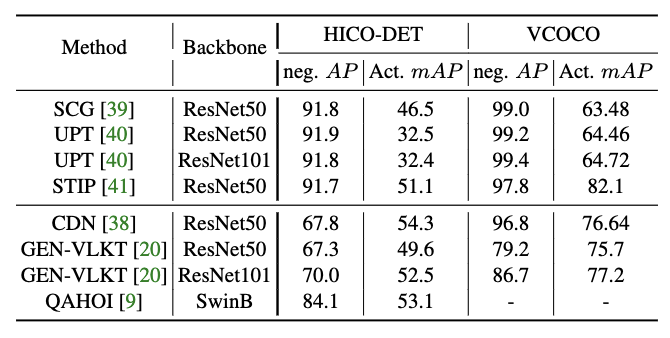 Method Backbone HICO-DET VCOCO
neg. AP Act. mAP neg. AP Act. mAP
SCG [39] ResNet50 91.8 46.5 99.0 63.48
UPT [40] ResNet50 91.9 32.5 99.2 64.46
UPT [40] ResNet101 91.8 32.4 99.4 64.72
STIP [41] ResNet50 91.7 51.1 97.8 82.1
CDN [38] ResNet50 67.8 54.3 96.8 76.64
GEN-VLKT [20] ResNet50 67.3 49.6 79.2 75.7
GEN-VLKT [20] ResNet101 70.0 52.5 86.7 77.2
QAHOI [9] SwinB 84.1 53.1 - -